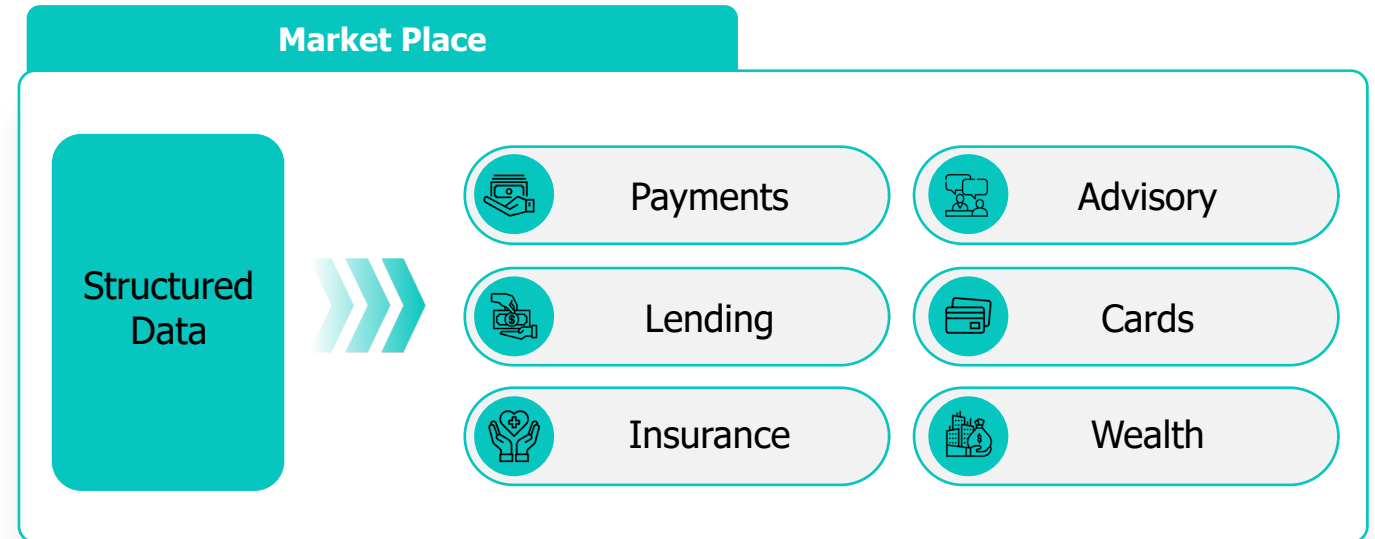 Market Place
Structured
Data
Payments
Advisory
Lending
Cards
Insurance
Wealth